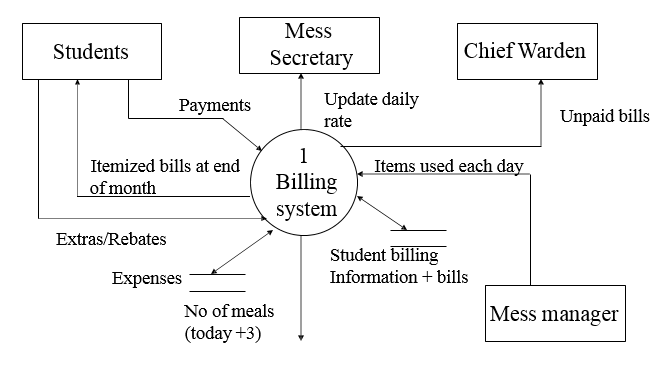 Students
Mess
Secretary
Chief Warden
Payments
Update daily
rate
Unpaid bills
1
Billing
system
Itemized bills at end
of month
Items used each day
Extras/Rebates
Student billing
Information + bills
Expenses
No of meals
(today +3)
Mess manager